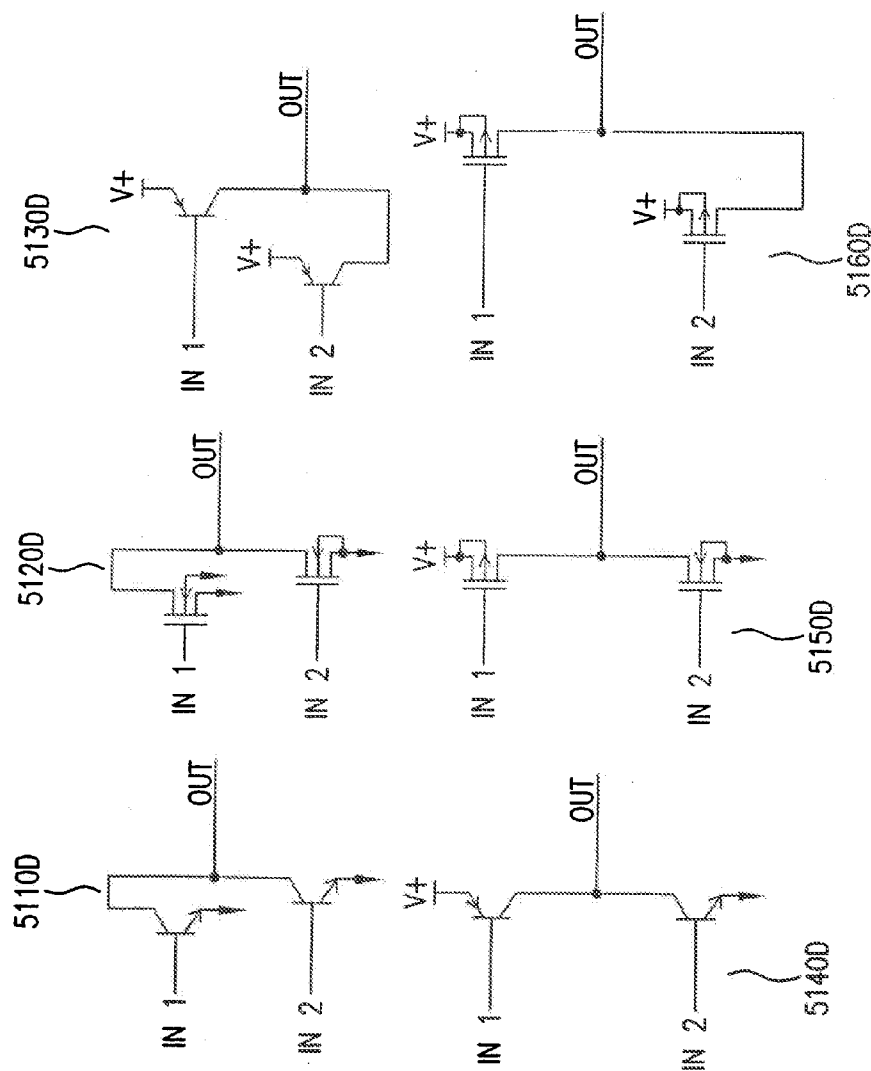 5110D
IN 1
IN 2
OUT
5120D
IN 1
IN 2
OUT
5130D
V+
V+
IN 1
IN 2
OUT
V+
IN 1
IN 2
OUT
5140D
V+
IN 1
IN 2
OUT
5150D
V+
V+
IN 1
IN 2
OUT
5160D